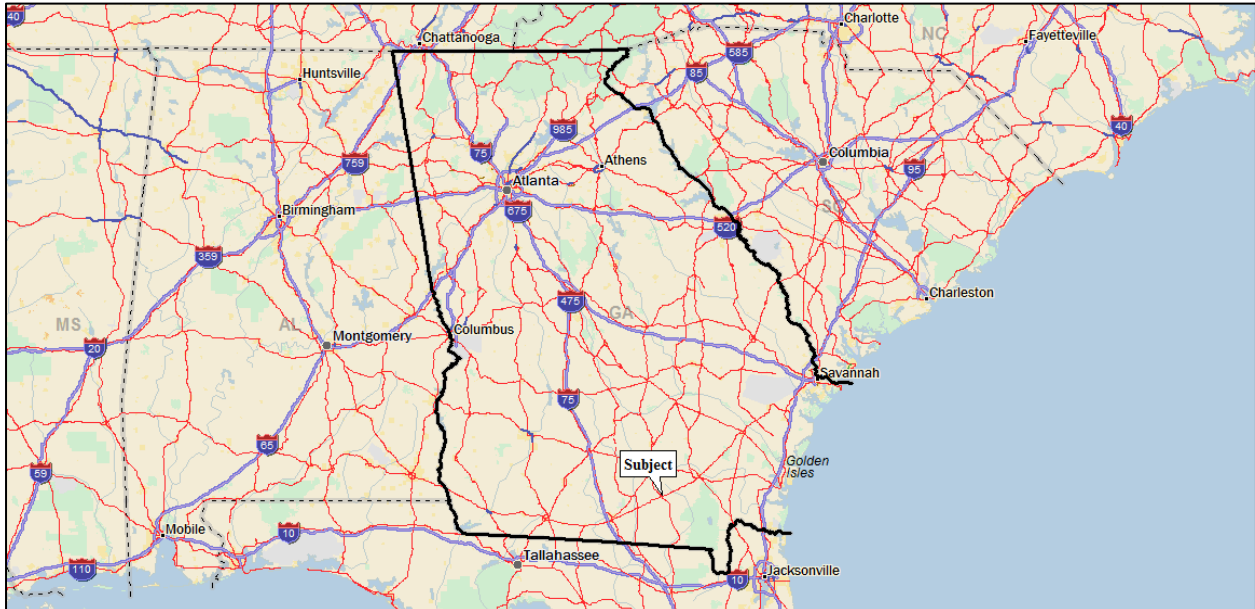 40
Charlotte
Chattanooga
NC
Fayetteville
585
85
Huntsville
985
40
75
Athens
Columbia
759
Atlanta
95
Birmingham
675
SC
520
359
475
Charleston
GA
MS
AL
Columbus
20
Montgomery
Savannah
75
65
Subject
Golden
Isles
59
Mobile
10
Tallahassee
110
10
Jacksonville